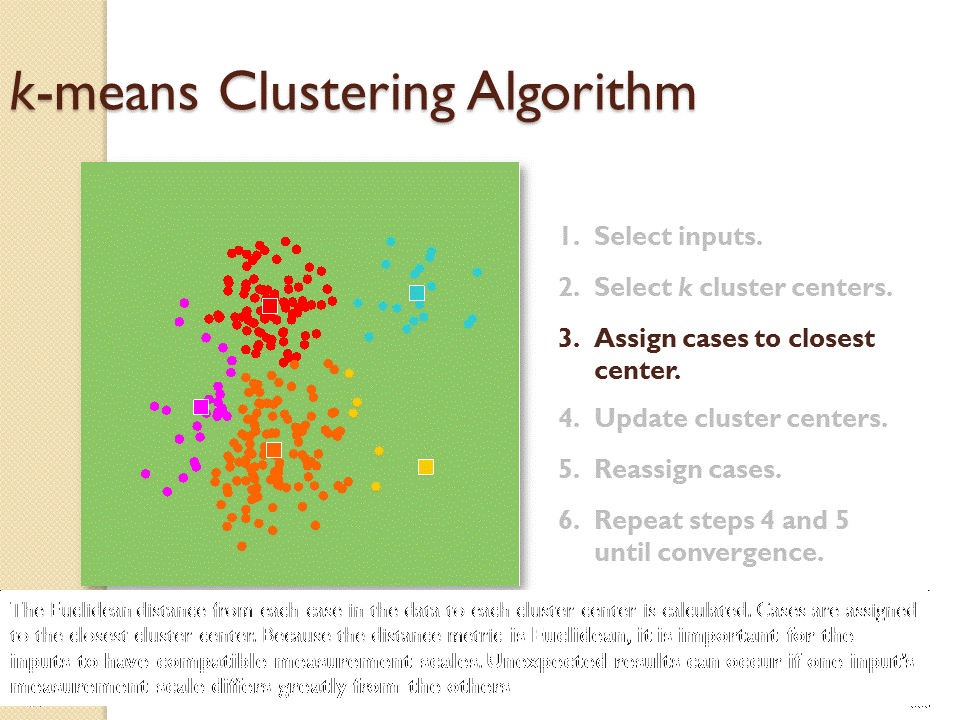 k-means Clustering Algorithm
1. Select inputs.
2. Select k cluster centers.
3. Assign cases to closest
center.
4. Update cluster centers.
5. Reassign cases.
6. Repeat steps 4 and 5
until convergence.
The Euclidean distance from each case in the data to each cluster center is calculated. Cases are assigned
to the closest cluster center. Because the distance metric is Euclidean, it is important for the
inputs to have compatible measurement scales. Unexpected results can occur if one input's
measurement scale differs greatly from the others